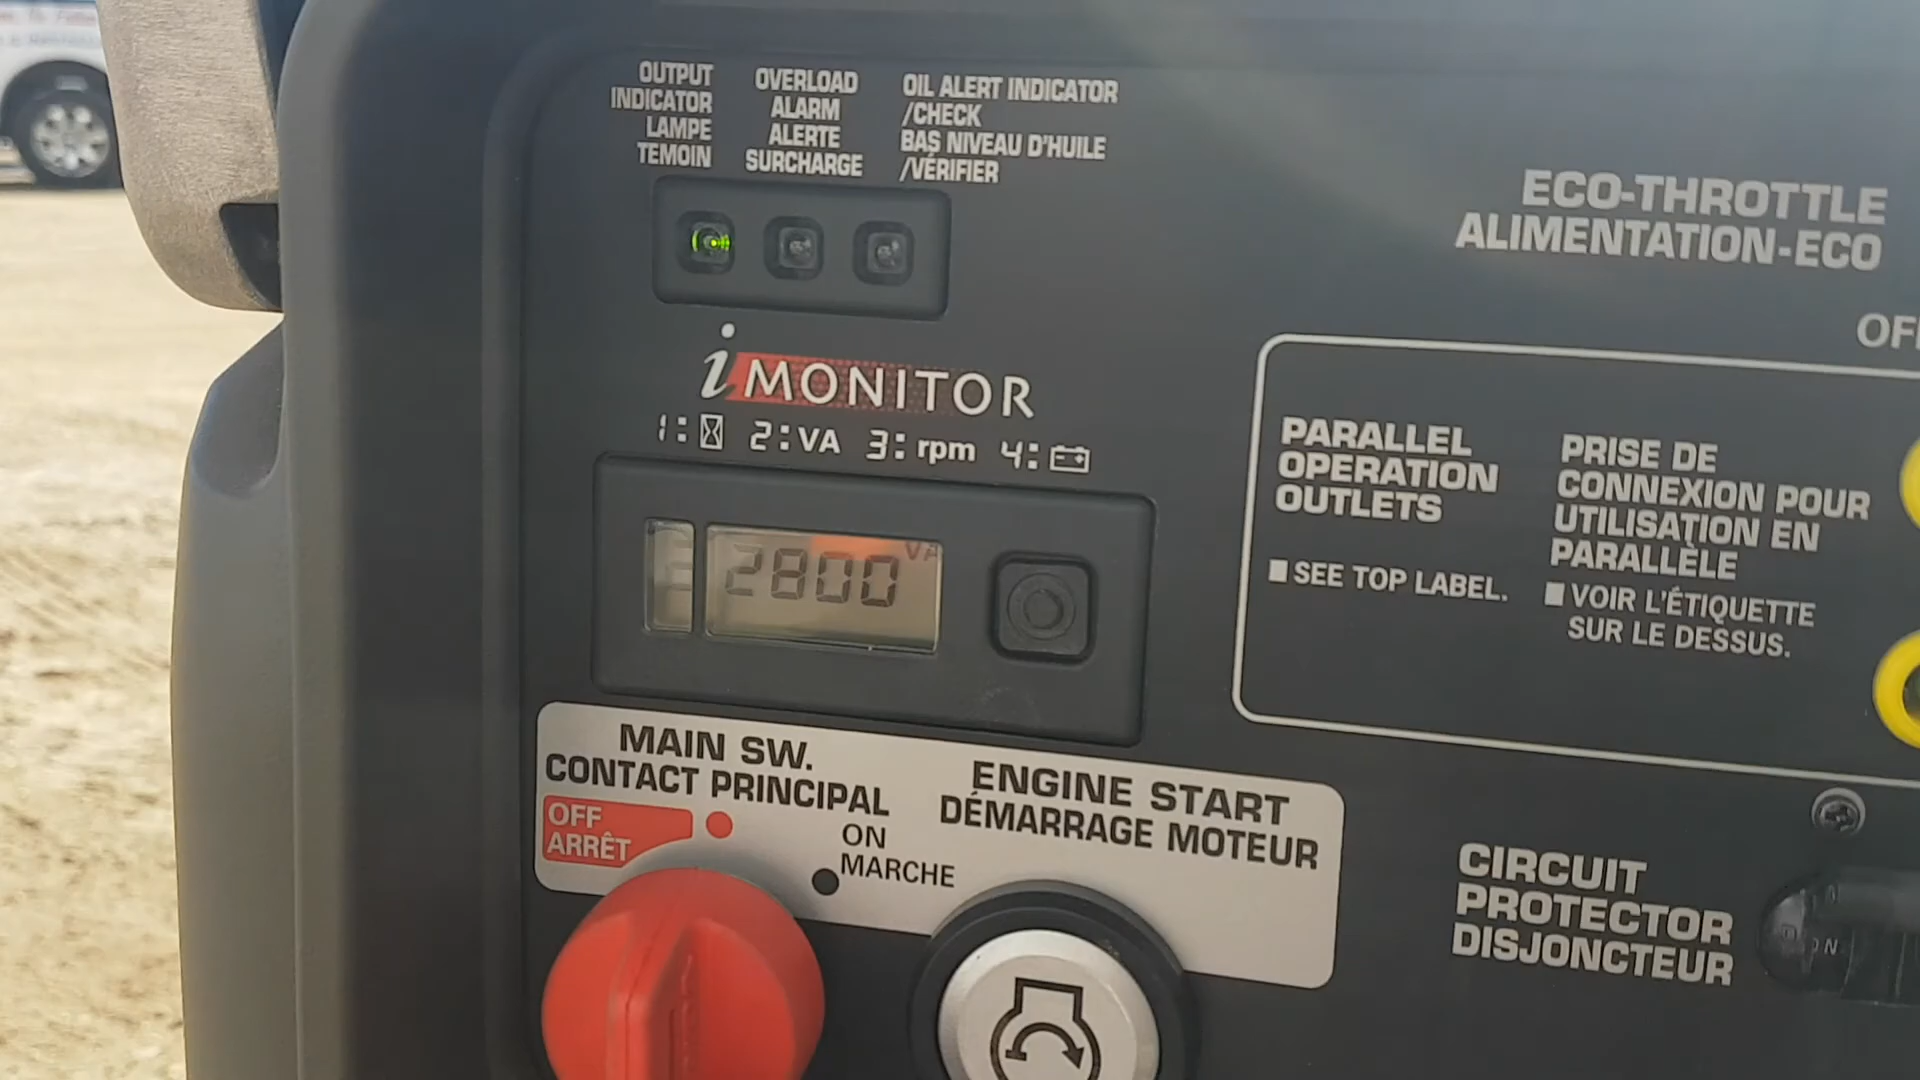 OUTPUT
INDICATOR
LAMPE
TEMOIN
OVERLOAD
ALARM
ALERTE
SURCHARGE
OIL ALERT INDICATOR
/CHECK
BAS NIVEAU D'HUILE
/VÉRIFIER
ECO-THROTTLE
ALIMENTATION-ECO
i MONITOR
1: 2:VA 3:rpm 4:
2 2800 VA
PARALLEL
OPERATION
OUTLETS
SEE TOP LABEL.
PRISE DE
CONNEXION POUR
UTILISATION EN
PARALLÈLE
VOIR L'ÉTIQUETTE
SUR LE DESSUS.
MAIN SW.
CONTACT PRINCIPAL
OFF
ARRÊT
ON
MARCHE
ENGINE START
DÉMARRAGE MOTEUR
CIRCUIT
PROTECTOR
DISJONCTEUR